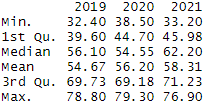 2019 2020 2021
Min. 32.40 38.50 33.20
1st Qu. 39.60 44.70 45.98
Median 56.10 54.55 62.20
Mean 54.67 56.20 58.31
3rd Qu. 69.73 69.18 71.23
Max. 78.80 79.30 76.90